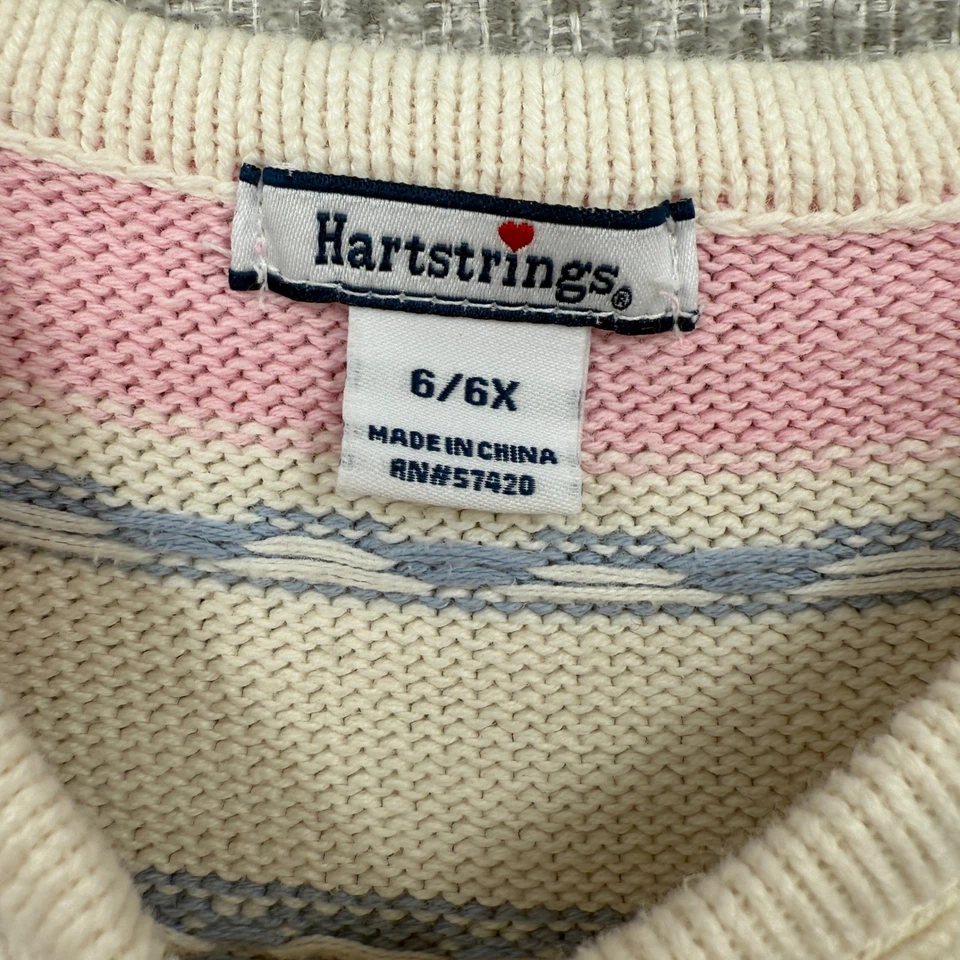 Hartstrings®
6/6X
MADE IN CHINA
RN#57420